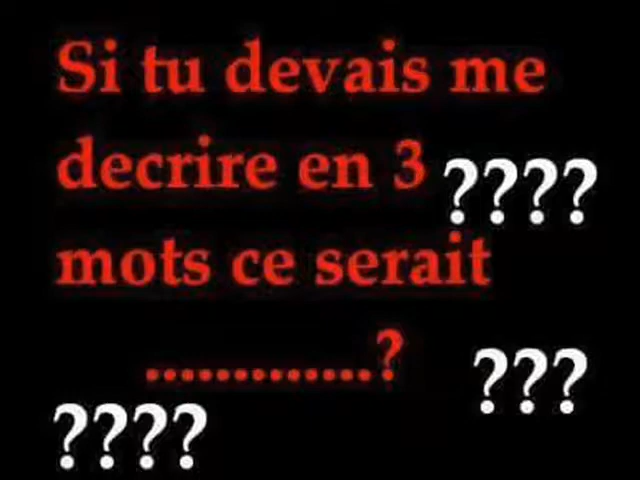 Si tu devais me
decrire en 3 ????
mots ce serait
.............? ???
????